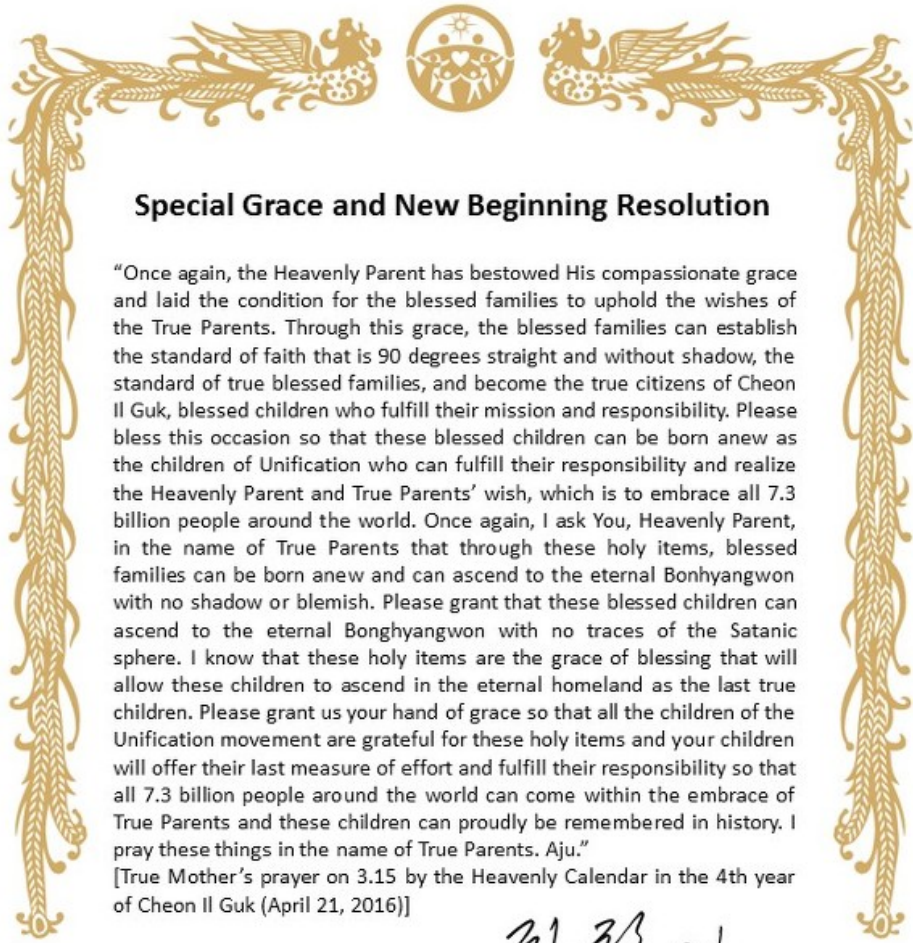 Special Grace and New Beginning Resolution
“Once again, the Heavenly Parent has bestowed His compassionate grace
and laid the condition for the blessed families to uphold the wishes of
the True Parents. Through this grace, the blessed families can establish
the standard of faith that is 90 degrees straight and without shadow, the
standard of true blessed families, and become the true citizens of Cheon
Il Guk, blessed children who fulfill their mission and responsibility. Please
bless this occasion so that these blessed children can be born anew as
the children of Unification who can fulfill their responsibility and realize
the Heavenly Parent and True Parents’ wish, which is to embrace all 7.3
billion people around the world. Once again, I ask You, Heavenly Parent,
in the name of True Parents that through these holy items, blessed
families can be born anew and can ascend to the eternal Bonhyangwon
with no shadow or blemish. Please grant that these blessed children can
ascend to the eternal Bonghyangwon with no traces of the Satanic
sphere. I know that these holy items are the grace of blessing that will
allow these children to ascend in the eternal homeland as the last true
children. Please grant us your hand of grace so that all the children of the
Unification movement are grateful for these holy items and your children
will offer their last measure of effort and fulfill their responsibility so that
all 7.3 billion people around the world can come within the embrace of
True Parents and these children can proudly be remembered in history. I
pray these things in the name of True Parents. Aju.”
[True Mother’s prayer on 3.15 by the Heavenly Calendar in the 4th year
of Cheon Il Guk (April 21, 2016)]